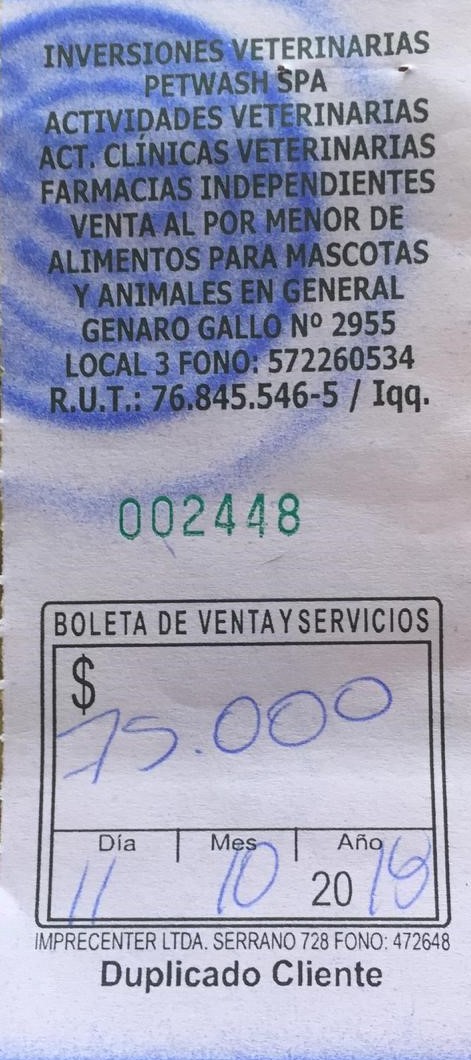 INVERSIONES VETERINARIAS
PETWASH SPA
ACTIVIDADES VETERINARIAS
ACT. CLÍNICAS VETERINARIAS
FARMACIAS INDEPENDIENTES
VENTA AL POR MENOR DE
ALIMENTOS PARA MASCOTAS
Y ANIMALES EN GENERAL
GENARO GALLO Nº 2955
LOCAL 3 FONO: 572260534
R.U.T.: 76.845.546-5 / Iqq.
002448
BOLETA DE VENTA Y SERVICIOS
$
75.000
Día Mes Año
11 10 2018
IMPRECENTER LTDA. SERRANO 728 FONO: 472648
Duplicado Cliente